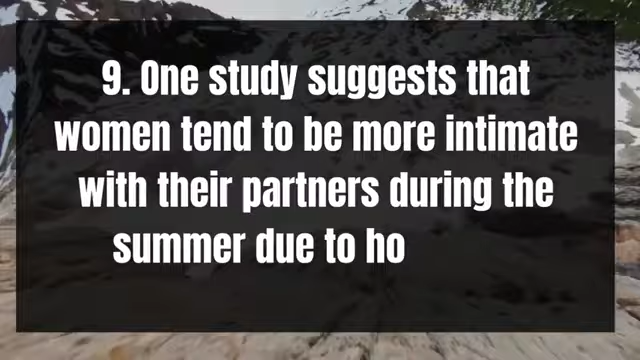 9. One study suggests that
women tend to be more intimate
with their partners during the
summer due to ho